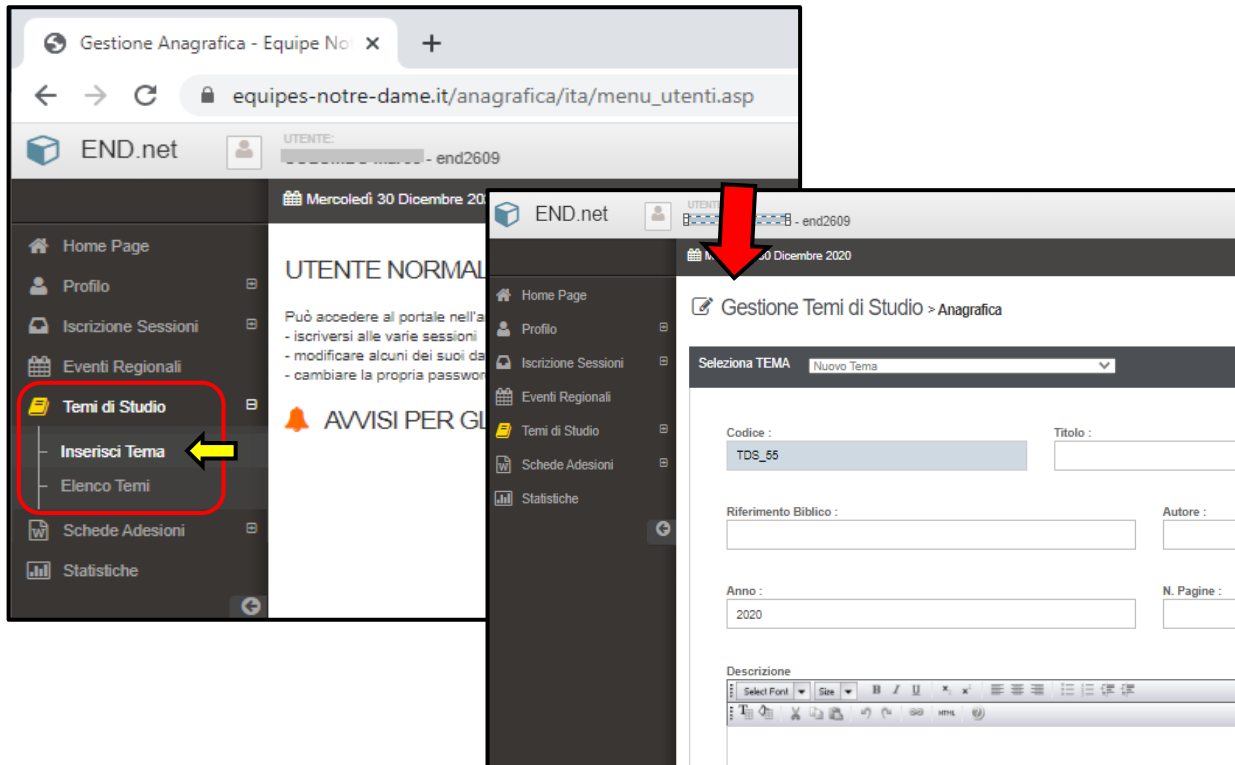 Gestione Anagrafica - Equipe No
equipes-notre-dame.it/anagrafica/ita/menu_utenti.asp
END.net
UTENTE:
- end2609
Mercoledì 30 Dicembre 20
Home Page
Profilo
Iscrizione Sessioni
Eventi Regionali
Temi di Studio
Inserisci Tema
Elenco Temi
Schede Adesioni
Statistiche
UTENTE NORMAL
Può accedere al portale nell'a
- iscriversi alle varie sessioni
- modificare alcuni dei suoi da
- cambiare la propria passwor
AVVISI PER GL
END.net
UTENT
- end2609
M 30 Dicembre 2020
Home Page
Profilo
Iscrizione Sessioni
Eventi Regionali
Temi di Studio
Schede Adesioni
Statistiche
Gestione Temi di Studio > Anagrafica
Seleziona TEMA Nuovo Tema
Codice : Titolo :
TDS_55
Riferimento Biblico : Autore :
Anno : N. Pagine :
2020
Descrizione
Select Font Size B I U x, x²
HTML